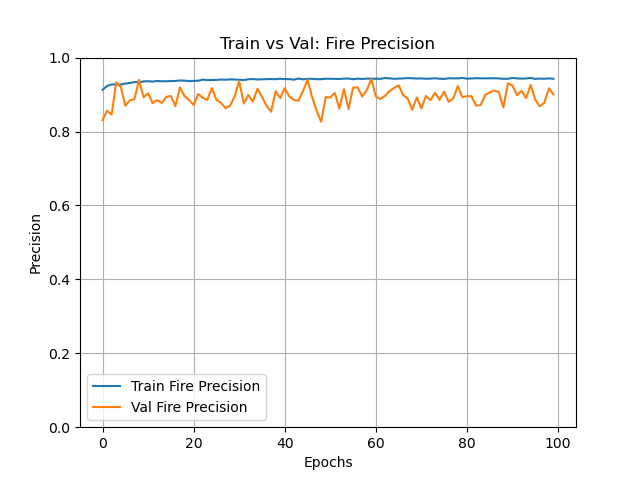 Train vs Val: Fire Precision
1.0
0.8
0.6
0.4
0.2
0.0
Precision
Train Fire Precision
Val Fire Precision
0 20 40 60 80 100
Epochs